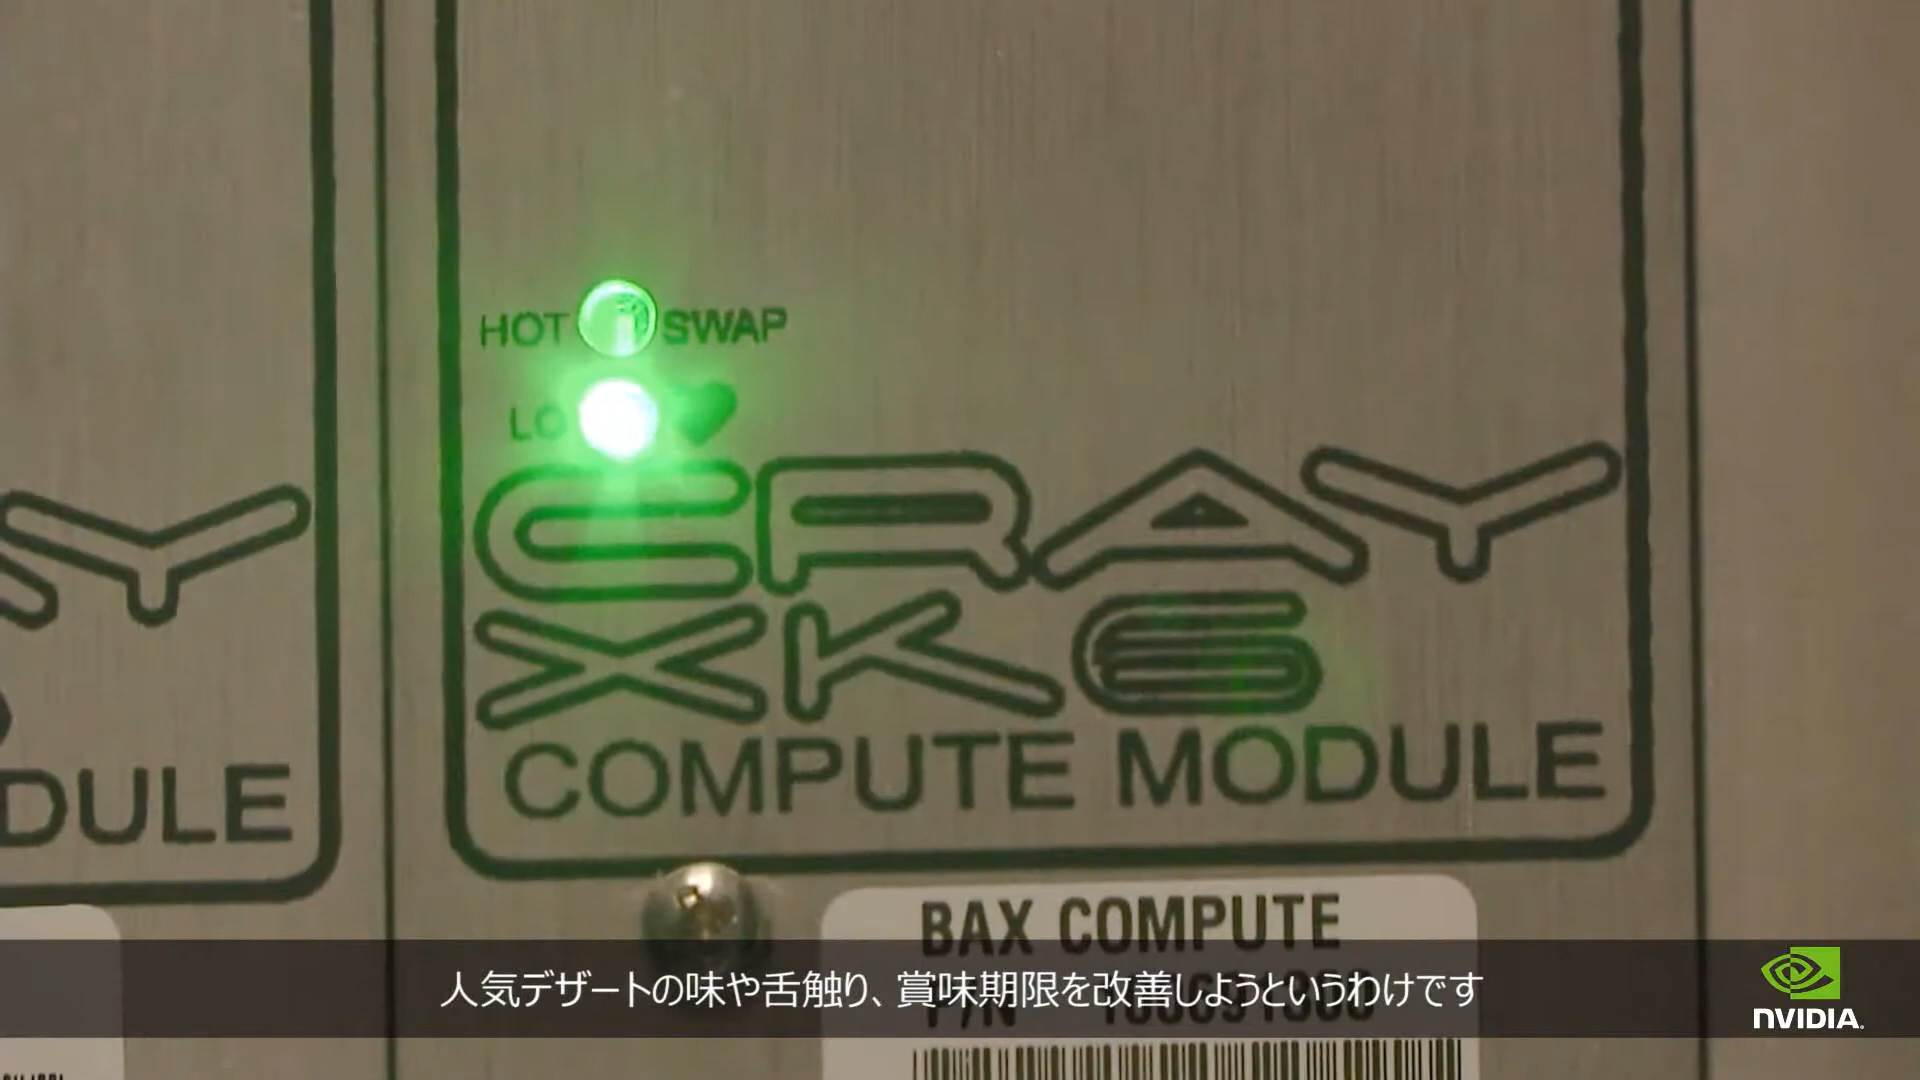 HOT SWAP
LO
CRAY
XK6
COMPUTE MODULE
DULE
BAX COMPUTE
P/N
人気デザートの味や舌触り、賞味期限を改善しようというわけです
NVIDIA.